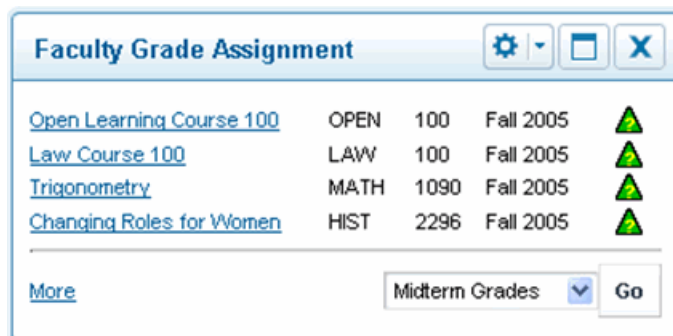 Faculty Grade Assignment
Open Learning Course 100 OPEN 100 Fall 2005
Law Course 100 LAW 100 Fall 2005
Trigonometry MATH 1090 Fall 2005
Changing Roles for Women HIST 2296 Fall 2005
More Midterm Grades Go